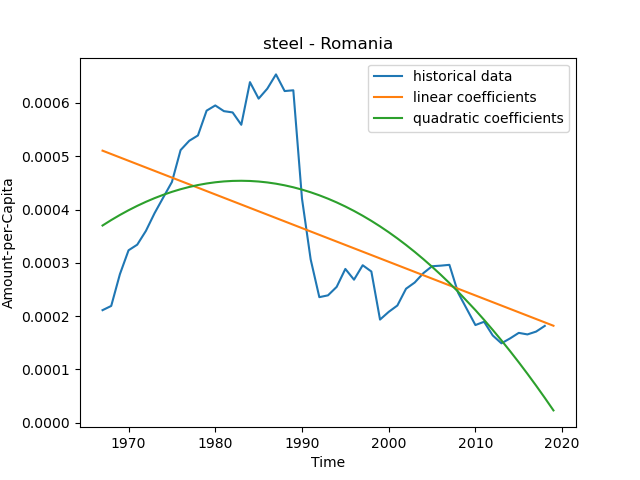 steel - Romania
historical data
linear coefficients
quadratic coefficients
Amount-per-Capita
0.0006
0.0005
0.0004
0.0003
0.0002
0.0001
0.0000
1970 1980 1990 2000 2010 2020
Time